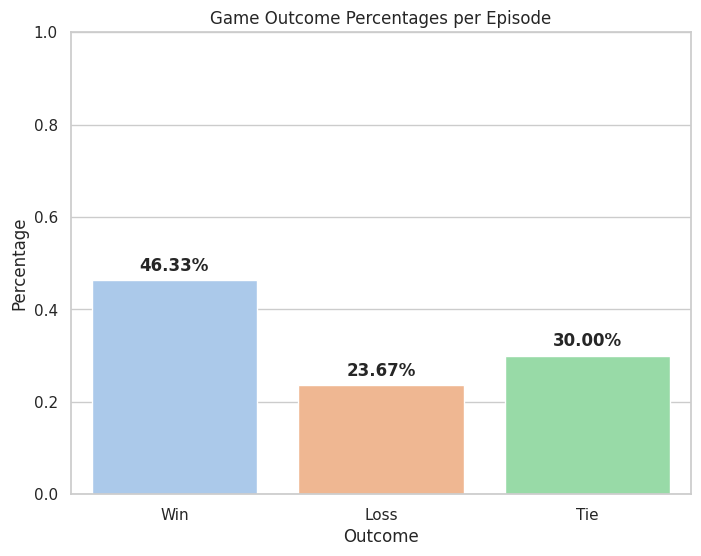 Game Outcome Percentages per Episode
1.0
0.8
0.6
0.4
0.2
0.0
Percentage
46.33%
23.67%
30.00%
Win
Loss
Tie
Outcome